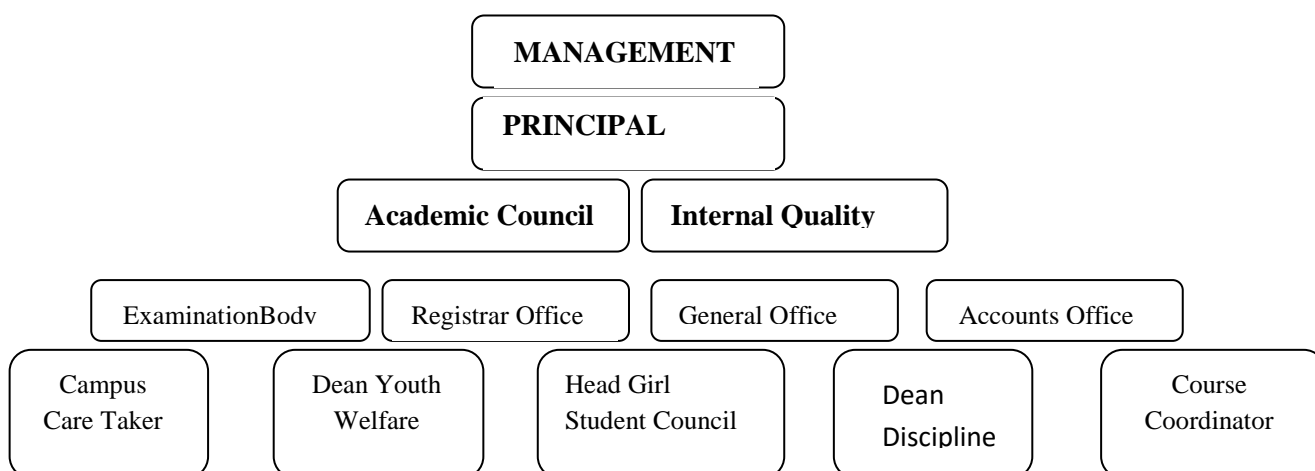 MANAGEMENT
PRINCIPAL
Academic Council
Internal Quality
ExaminationBody
Registrar Office
General Office
Accounts Office
Campus
Care Taker
Dean Youth
Welfare
Head Girl
Student Council
Dean
Discipline
Course
Coordinator